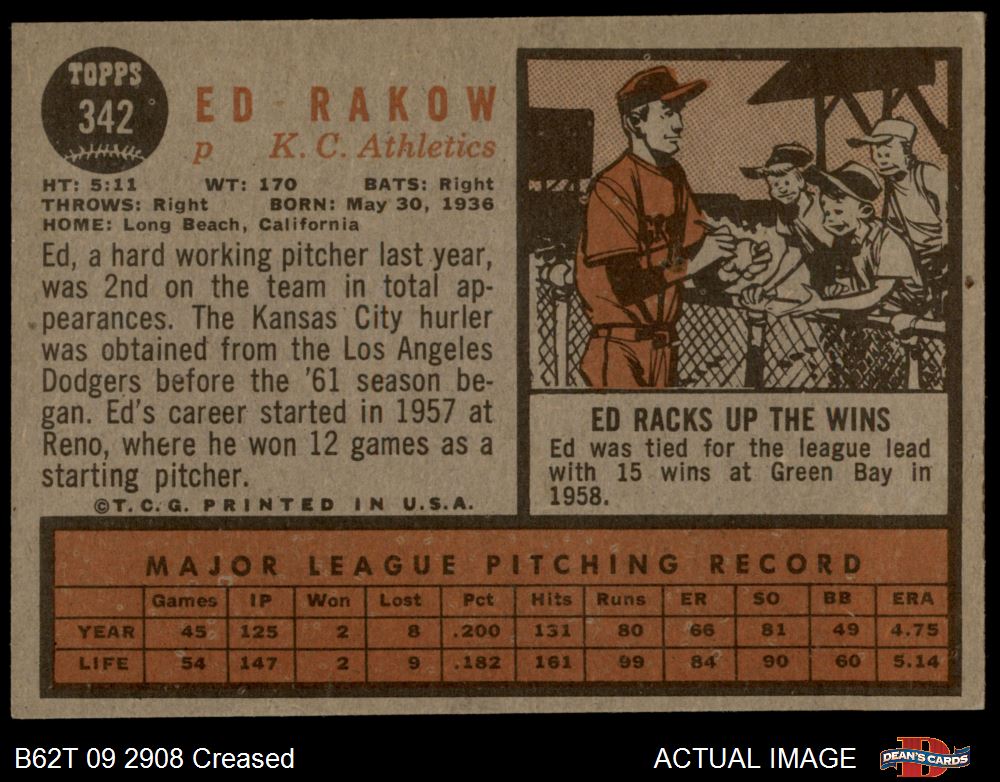 TOPPS
342
ED RAKOW
p K. C. Athletics
HT: 5:11 WT: 170 BATS: Right
THROWS: Right BORN: May 30, 1936
HOME: Long Beach, California
Ed, a hard working pitcher last year,
was 2nd on the team in total ap-
pearances. The Kansas City hurler
was obtained from the Los Angeles
Dodgers before the '61 season be-
gan. Ed's career started in 1957 at
Reno, where he won 12 games as a
starting pitcher.
©T.C.G. PRINTED IN U.S.A.
ED RACKS UP THE WINS
Ed was tied for the league lead
with 15 wins at Green Bay in
1958.
MAJOR LEAGUE PITCHING RECORD
Games IP Won Lost Pct Hits Runs ER SO BB ERA
YEAR 45 125 2 8 .200 131 80 66 81 49 4.75
LIFE 54 147 2 9 .182 161 99 84 90 60 5.14
B62T 09 2908 Creased ACTUAL IMAGE
DEAN'S CARDS